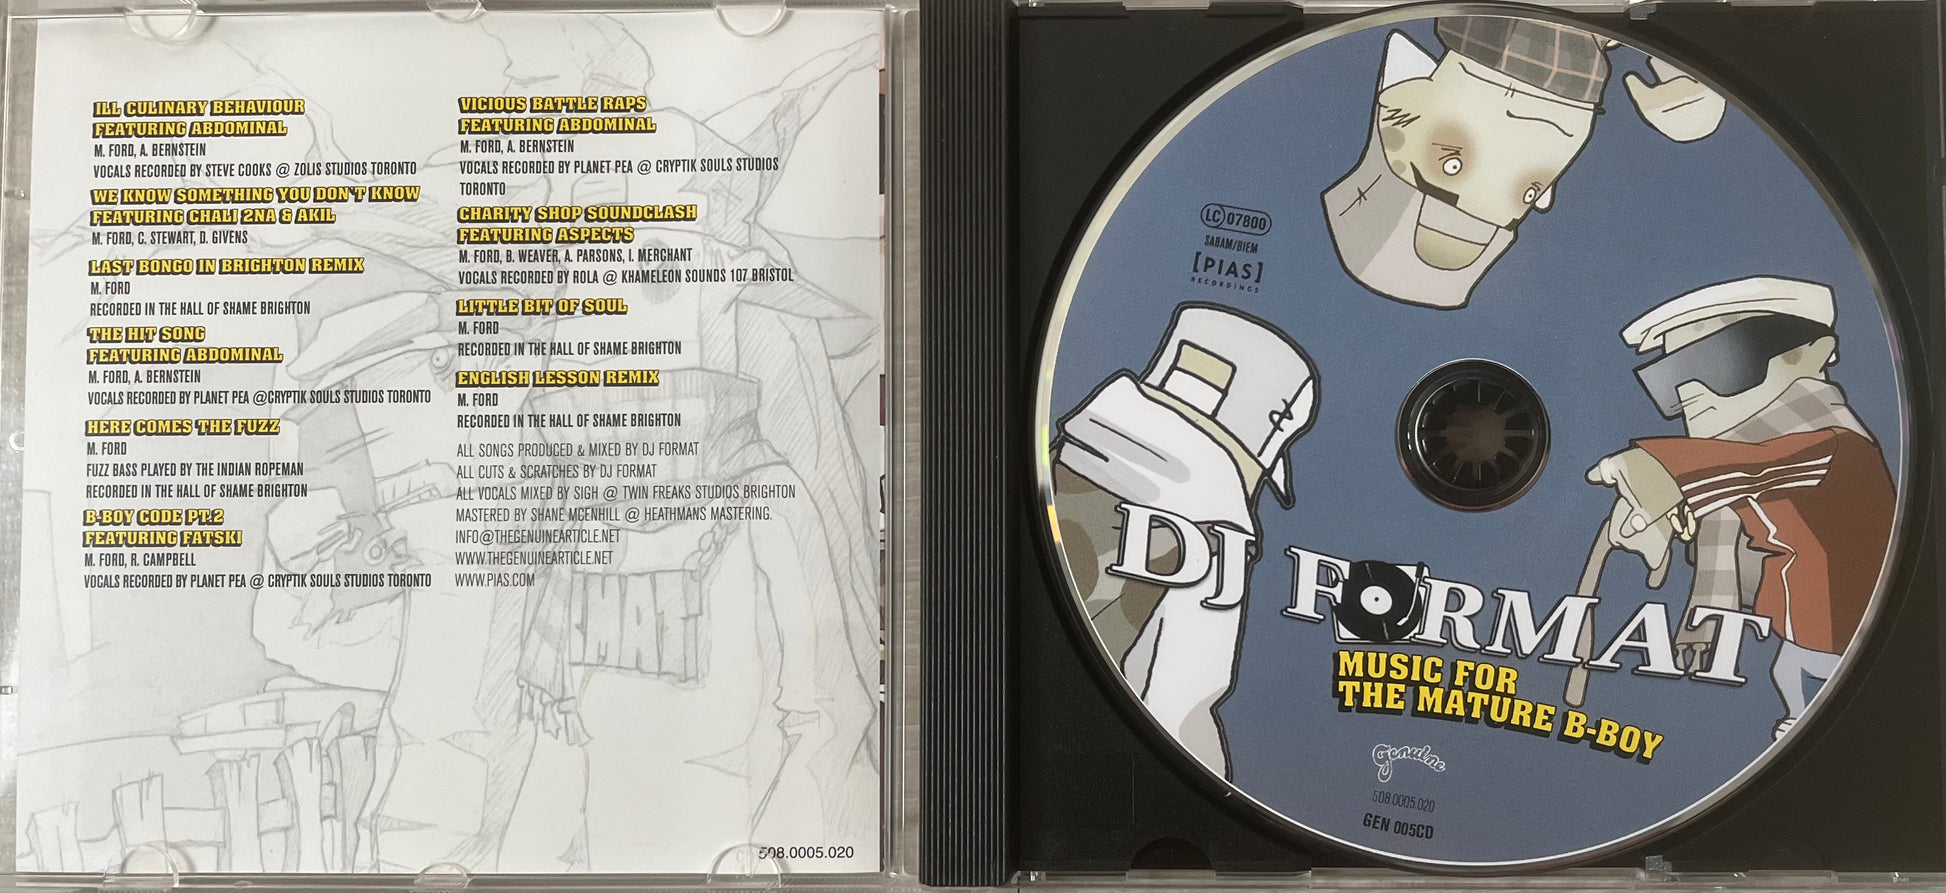 ILL CULINARY BEHAVIOUR
FEATURING ABDOMINAL
M. FORD, A. BERNSTEIN
VOCALS RECORDED BY STEVE COOKS @ ZOLIS STUDIOS TORONTO
WE KNOW SOMETHING YOU DON'T KNOW
FEATURING CHALI 2NA & AKIL
M. FORD, C. STEWART, D. GIVENS
LAST BONGO IN BRIGHTON REMIX
M. FORD
RECORDED IN THE HALL OF SHAME BRIGHTON
THE HIT SONG
FEATURING ABDOMINAL
M. FORD, A. BERNSTEIN
VOCALS RECORDED BY PLANET PEA @CRYPTIK SOULS STUDIOS TORONTO
HERE COMES THE FUZZ
M. FORD
FUZZ BASS PLAYED BY THE INDIAN ROPEMAN
RECORDED IN THE HALL OF SHAME BRIGHTON
B-BOY CODE PT.2
FEATURING FATSKI
M. FORD, R. CAMPBELL
VOCALS RECORDED BY PLANET PEA @ CRYPTIK SOULS STUDIOS TORONTO
VICIOUS BATTLE RAPS
FEATURING ABDOMINAL
M. FORD, A. BERNSTEIN
VOCALS RECORDED BY PLANET PEA @ CRYPTIK SOULS STUDIOS
TORONTO
CHARITY SHOP SOUNDCLASH
FEATURING ASPECTS
M. FORD, B. WEAVER, A. PARSONS, I. MERCHANT
VOCALS RECORDED BY ROLA @ KHAMELEON SOUNDS 107 BRISTOL
LITTLE BIT OF SOUL
M. FORD
RECORDED IN THE HALL OF SHAME BRIGHTON
ENGLISH LESSON REMIX
M. FORD
RECORDED IN THE HALL OF SHAME BRIGHTON
ALL SONGS PRODUCED & MIXED BY DJ FORMAT
ALL CUTS & SCRATCHES BY DJ FORMAT
ALL VOCALS MIXED BY SIGH @ TWIN FREAKS STUDIOS BRIGHTON
MASTERED BY SHANE MCENHILL @ HEATHMANS MASTERING.
INFO@THEGENUINEARTICLE.NET
WWW.THEGENUINEARTICLE.NET
WWW.PIAS.COM
MAT
508.0005.020
LC 07800
SABAM/BIEM
[PIAS]
RECORDINGS
DJ FORMAT
MUSIC FOR
THE MATURE B-BOY
Genuine
508.0005.020
GEN 005CD